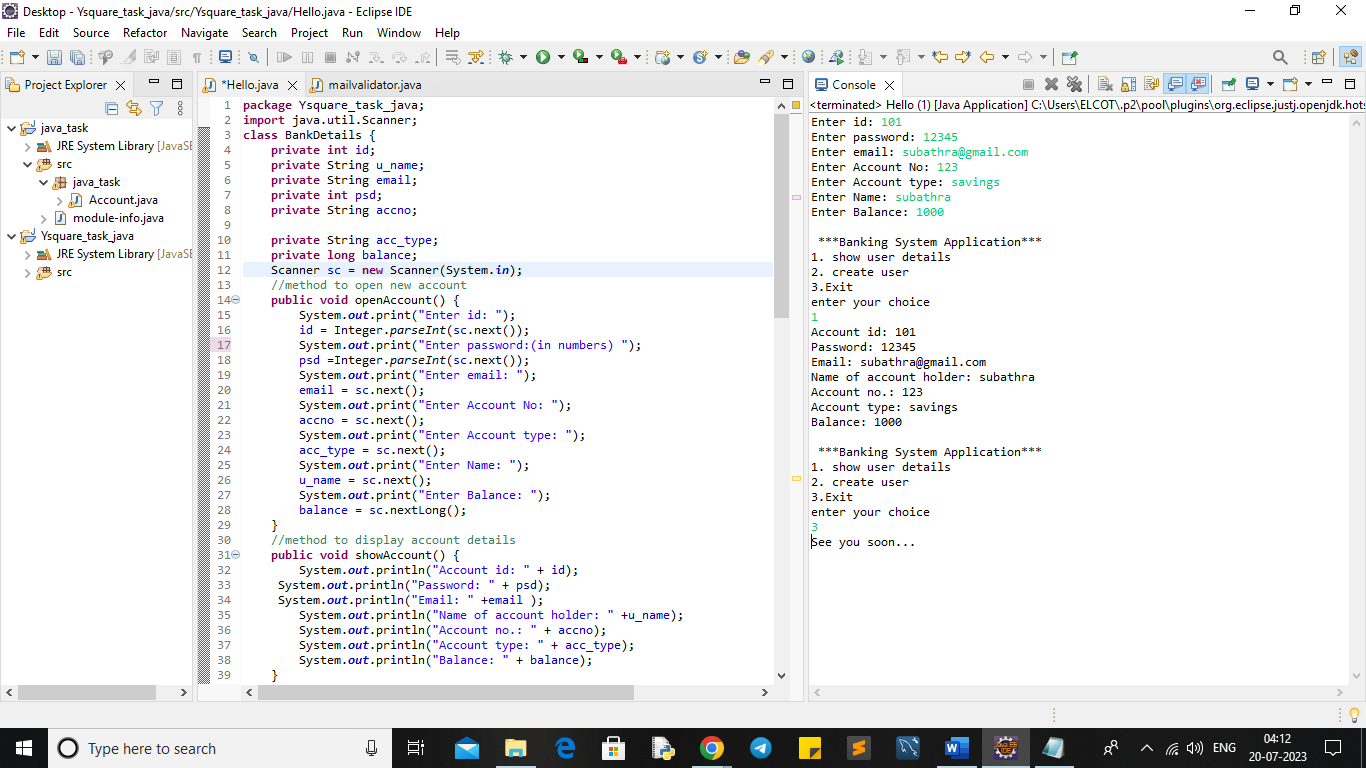 Desktop - Ysquare_task_java/src/Ysquare_task_java/Hello.java - Eclipse IDE
File Edit Source Refactor Navigate Search Project Run Window Help
Project Explorer
java_task
JRE System Library [JavaSE
src
java_task
Account.java
module-info.java
Ysquare_task_java
JRE System Library [JavaSE
src
*Hello.java mailvalidator.java
1 package Ysquare_task_java;
2 import java.util.Scanner;
3 class BankDetails {
4 private int id;
5 private String u_name;
6 private String email;
7 private int psd;
8 private String accno;
9
10 private String acc_type;
11 private long balance;
12 Scanner sc = new Scanner(System.in);
13 //method to open new account
14 public void openAccount() {
15 System.out.print("Enter id: ");
16 id = Integer.parseInt(sc.next());
17 System.out.print("Enter password:(in numbers) ");
18 psd =Integer.parseInt(sc.next());
19 System.out.print("Enter email: ");
20 email = sc.next();
21 System.out.print("Enter Account No: ");
22 accno = sc.next();
23 System.out.print("Enter Account type: ");
24 acc_type = sc.next();
25 System.out.print("Enter Name: ");
26 u_name = sc.next();
27 System.out.print("Enter Balance: ");
28 balance = sc.nextLong();
29 }
30 //method to display account details
31 public void showAccount() {
32 System.out.println("Account id: " + id);
33 System.out.println("Password: " + psd);
34 System.out.println("Email: " +email );
35 System.out.println("Name of account holder: " +u_name);
36 System.out.println("Account no.: " + accno);
37 System.out.println("Account type: " + acc_type);
38 System.out.println("Balance: " + balance);
39 }
Console
<terminated> Hello (1) [Java Application] C:\Users\ELCOT\.p2\pool\plugins\org.eclipse.justj.openjdk.hots
Enter id: 101
Enter password: 12345
Enter email: subathra@gmail.com
Enter Account No: 123
Enter Account type: savings
Enter Name: subathra
Enter Balance: 1000
***Banking System Application***
1. show user details
2. create user
3.Exit
enter your choice
1
Account id: 101
Password: 12345
Email: subathra@gmail.com
Name of account holder: subathra
Account no.: 123
Account type: savings
Balance: 1000
***Banking System Application***
1. show user details
2. create user
3.Exit
enter your choice
3
See you soon...
Type here to search
ENG
04:12
20-07-2023